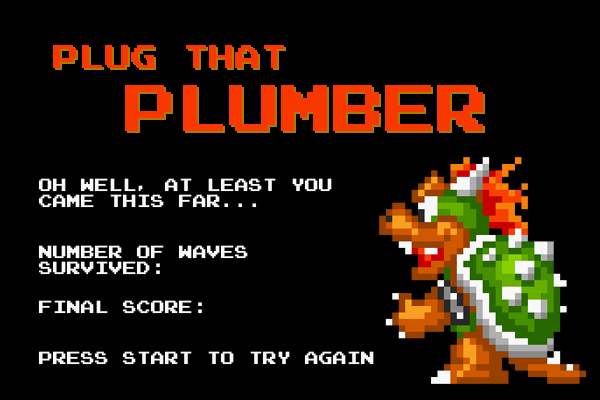 PLUG THAT
PLUMBER
OH WELL, AT LEAST YOU
CAME THIS FAR...
NUMBER OF WAVES
SURVIVED:
FINAL SCORE:
PRESS START TO TRY AGAIN